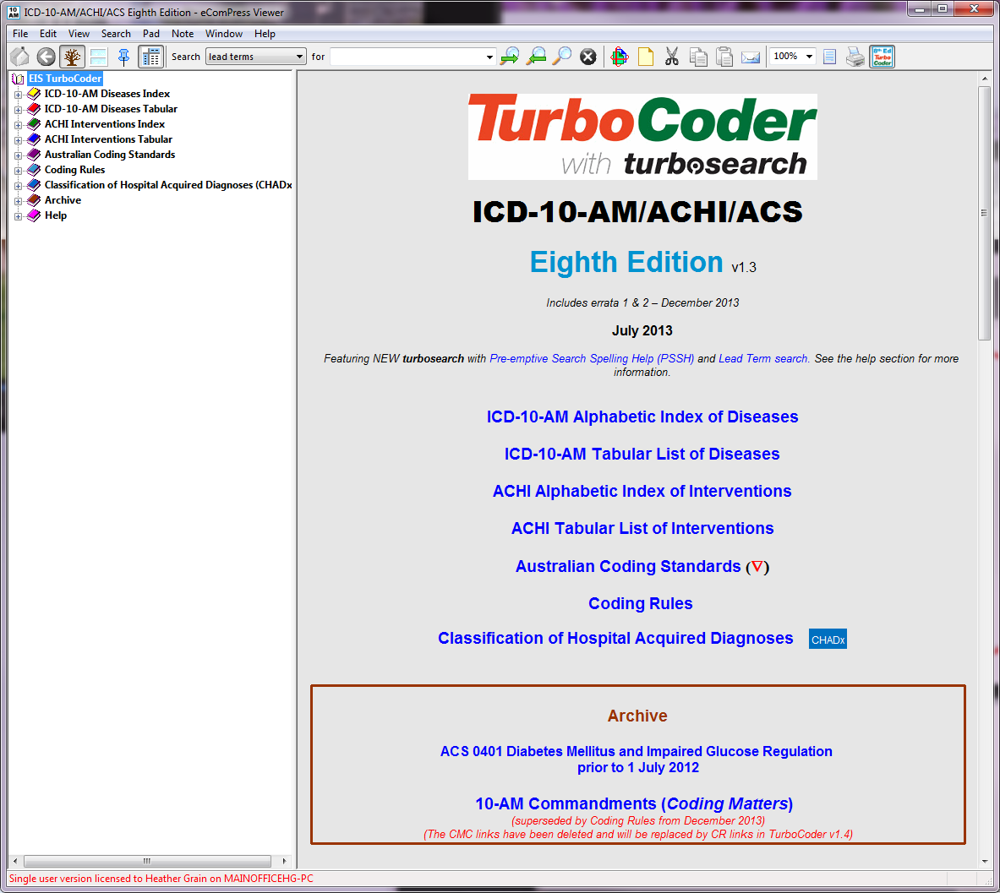 10
AM
ICD-10-AM/ACHI/ACS Eighth Edition - eComPress Viewer
File Edit View Search Pad Note Window Help
Search lead terms for 100% 8th Ed
Turbo
Coder
EIS TurboCoder
ICD-10-AM Diseases Index
ICD-10-AM Diseases Tabular
ACHI Interventions Index
ACHI Interventions Tabular
Australian Coding Standards
Coding Rules
Classification of Hospital Acquired Diagnoses (CHADx
Archive
Help
TurboCoder
with turbosearch
ICD-10-AM/ACHI/ACS
Eighth Edition v1.3
Includes errata 1 & 2 – December 2013
July 2013
Featuring NEW turbosearch with Pre-emptive Search Spelling Help (PSSH) and Lead Term search. See the help section for more
information.
ICD-10-AM Alphabetic Index of Diseases
ICD-10-AM Tabular List of Diseases
ACHI Alphabetic Index of Interventions
ACHI Tabular List of Interventions
Australian Coding Standards (∇)
Coding Rules
Classification of Hospital Acquired Diagnoses CHADx
Archive
ACS 0401 Diabetes Mellitus and Impaired Glucose Regulation
prior to 1 July 2012
10-AM Commandments (Coding Matters)
(superseded by Coding Rules from December 2013)
(The CMC links have been deleted and will be replaced by CR links in TurboCoder v1.4)
Single user version licensed to Heather Grain on MAINOFFICEHG-PC